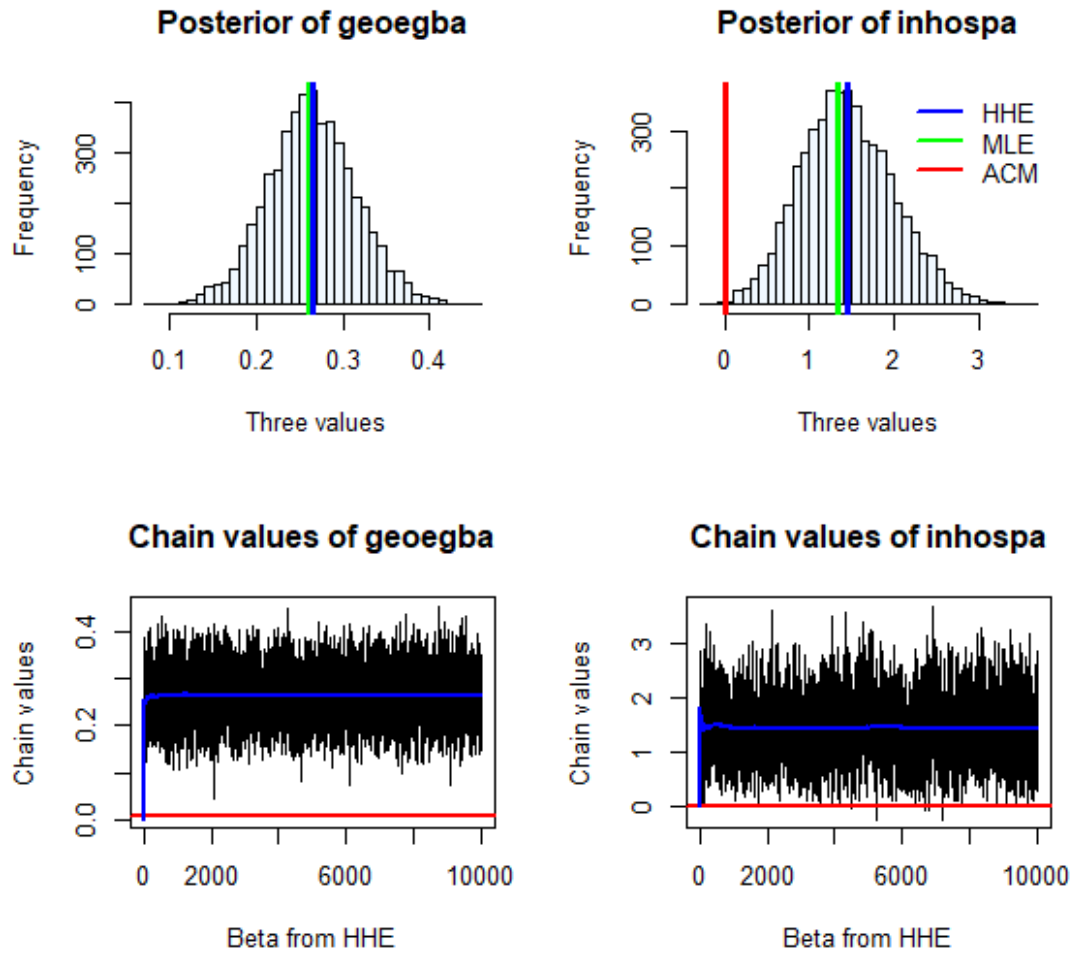 Posterior of geoegba
Frequency
0 100 300
0.1 0.2 0.3 0.4
Three values
Posterior of inhospa
Frequency
0 100 300
0 1 2 3
Three values
HHE
MLE
ACM
Chain values of geoegba
Chain values
0.0 0.2 0.4
0 2000 6000 10000
Beta from HHE
Chain values of inhospa
Chain values
0 1 2 3
0 2000 6000 10000
Beta from HHE